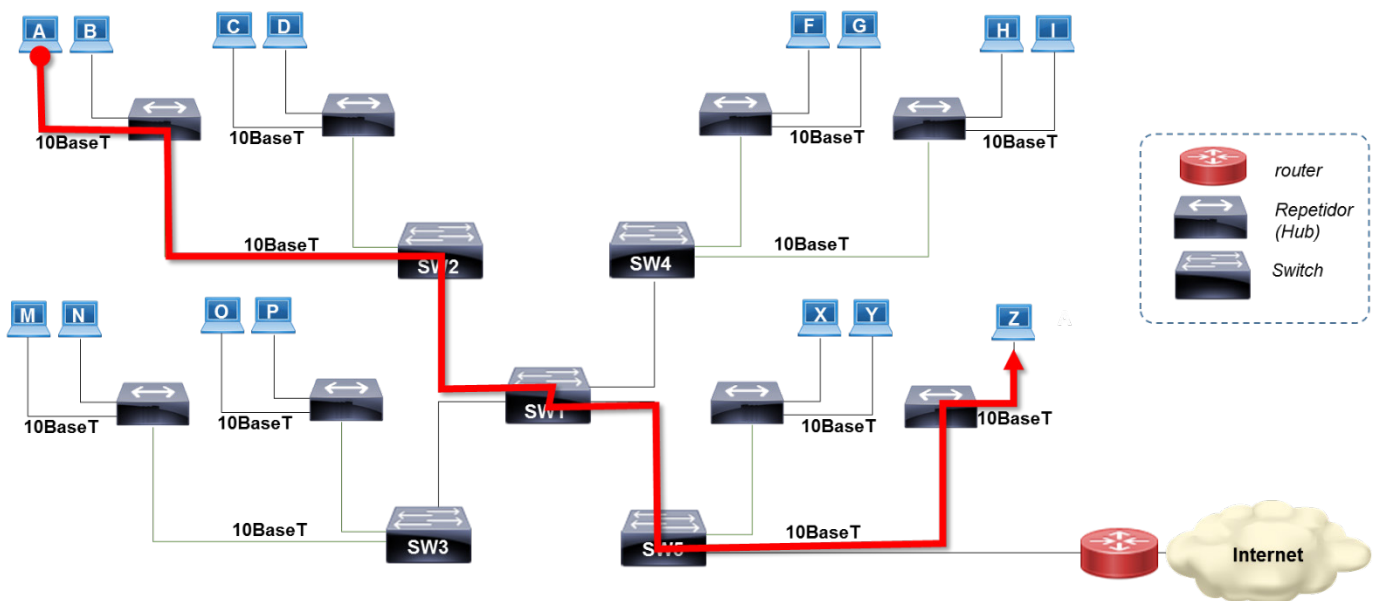 A
B
C
D
F
G
H
I
10BaseT
10BaseT
10BaseT
10BaseT
router
Repetidor
(Hub)
Switch
10BaseT
SW2
SW4
10BaseT
M
N
O
P
X
Y
Z
A
10BaseT
10BaseT
SW1
10BaseT
10BaseT
10BaseT
SW3
SW5
10BaseT
Internet